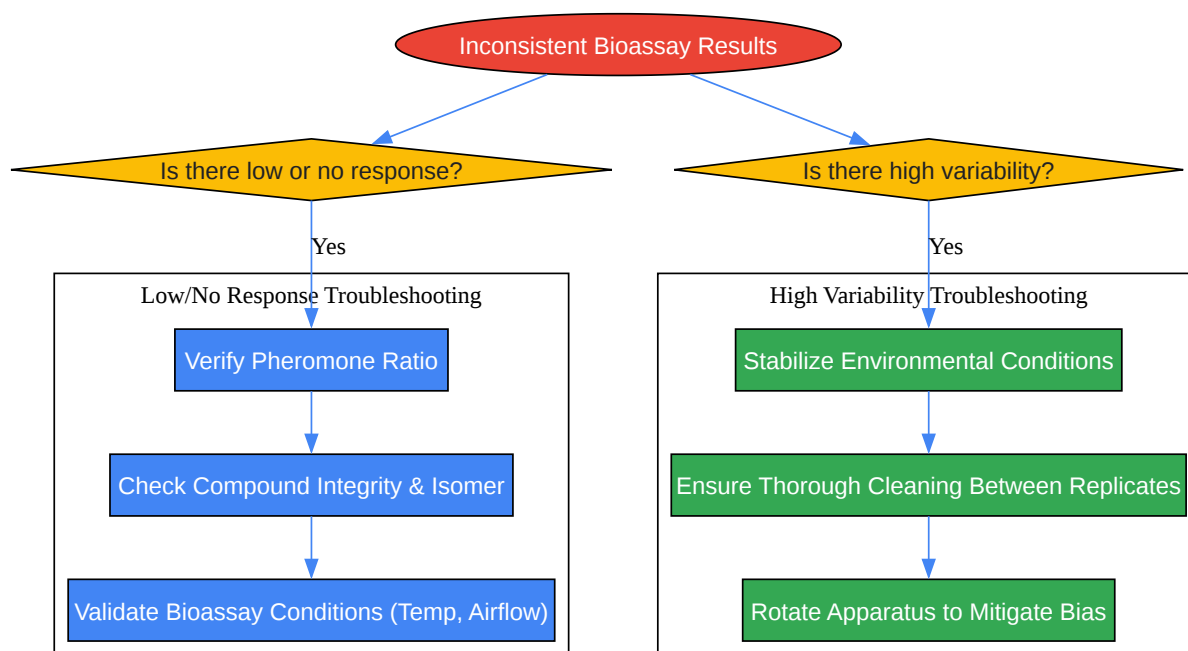 Inconsistent Bioassay Results
Is there low or no response?
Is there high variability?
Yes
Yes
Low/No Response Troubleshooting
High Variability Troubleshooting
Verify Pheromone Ratio
Stabilize Environmental Conditions
Check Compound Integrity & Isomer
Ensure Thorough Cleaning Between Replicates
Validate Bioassay Conditions (Temp, Airflow)
Rotate Apparatus to Mitigate Bias